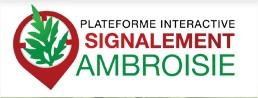 PLATEFORME INTERACTIVE
SIGNALEMENT
AMBROISIE